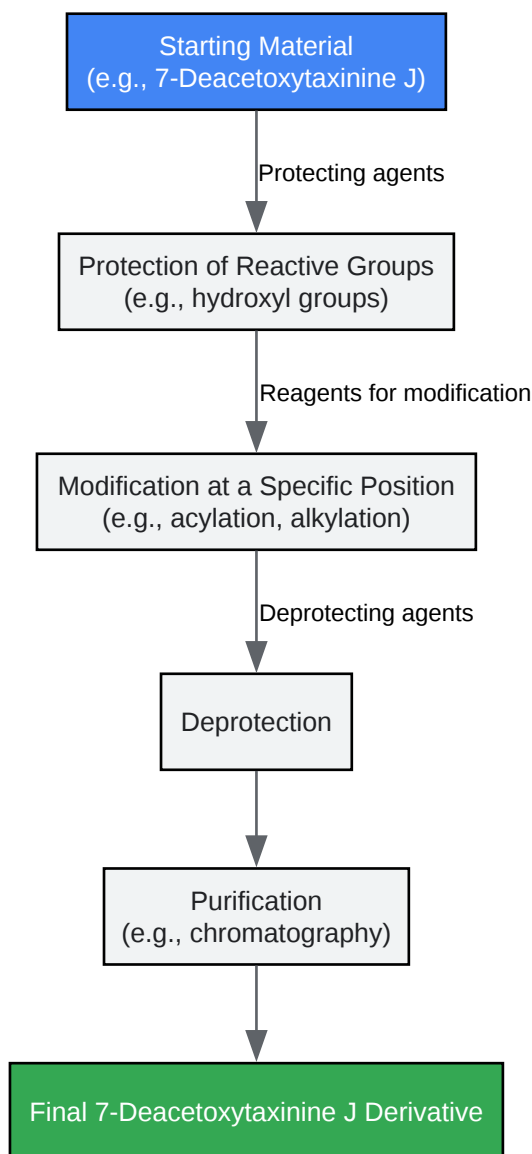 Starting Material
(e.g., 7-Deacetoxytaxinine J)
Protecting agents
Protection of Reactive Groups
(e.g., hydroxyl groups)
Reagents for modification
Modification at a Specific Position
(e.g., acylation, alkylation)
Deprotecting agents
Deprotection
Purification
(e.g., chromatography)
Final 7-Deacetoxytaxinine J Derivative